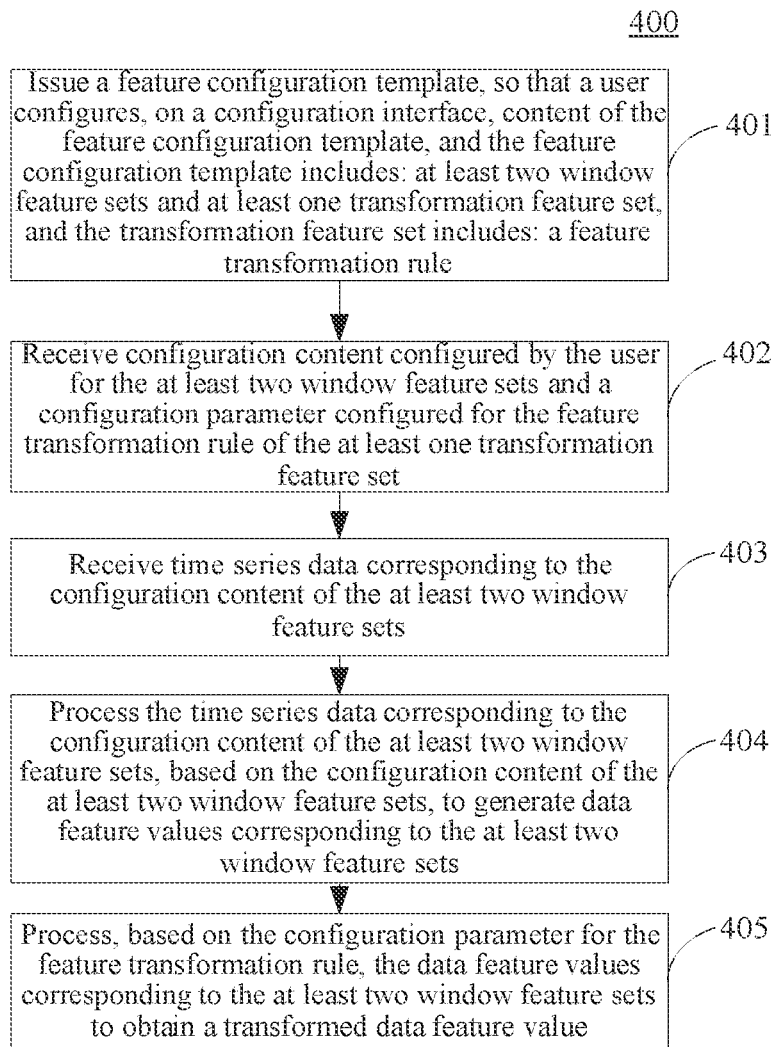 400
Issue a feature configuration template, so that a user
configures, on a configuration interface, content of the
feature configuration template, and the feature
configuration template includes: at least two window
feature sets and at least one transformation feature set,
and the transformation feature set includes: a feature
transformation rule
401
Receive configuration content configured by the user
for the at least two window feature sets and a
configuration parameter configured for the feature
transformation rule of the at least one transformation
feature set
402
Receive time series data corresponding to the
configuration content of the at least two window
feature sets
403
Process the time series data corresponding to the
configuration content of the at least two window
feature sets, based on the configuration content of the
at least two window feature sets, to generate data
feature values corresponding to the at least two
window feature sets
404
Process, based on the configuration parameter for the
feature transformation rule, the data feature values
corresponding to the at least two window feature sets
to obtain a transformed data feature value
405